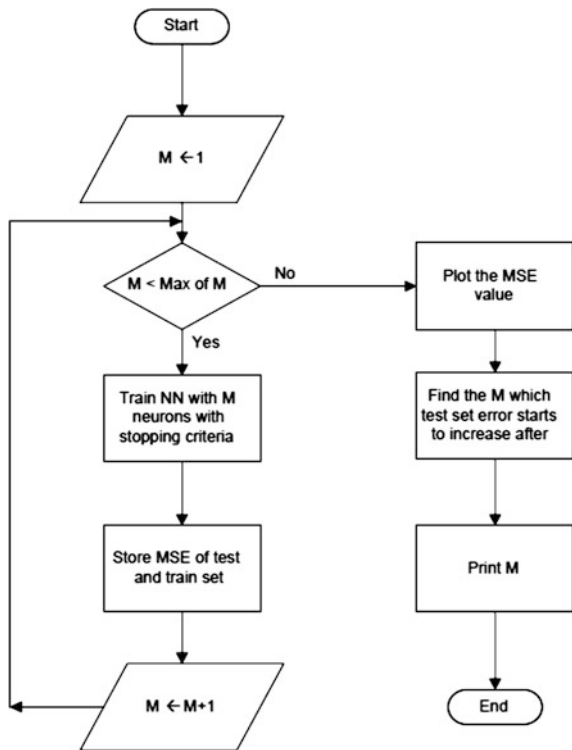 Start
M ←1
M < Max of M
No
Yes
Train NN with M
neurons with
stopping criteria
Store MSE of test
and train set
M ←M+1
Plot the MSE
value
Find the M which
test set error starts
to increase after
Print M
End